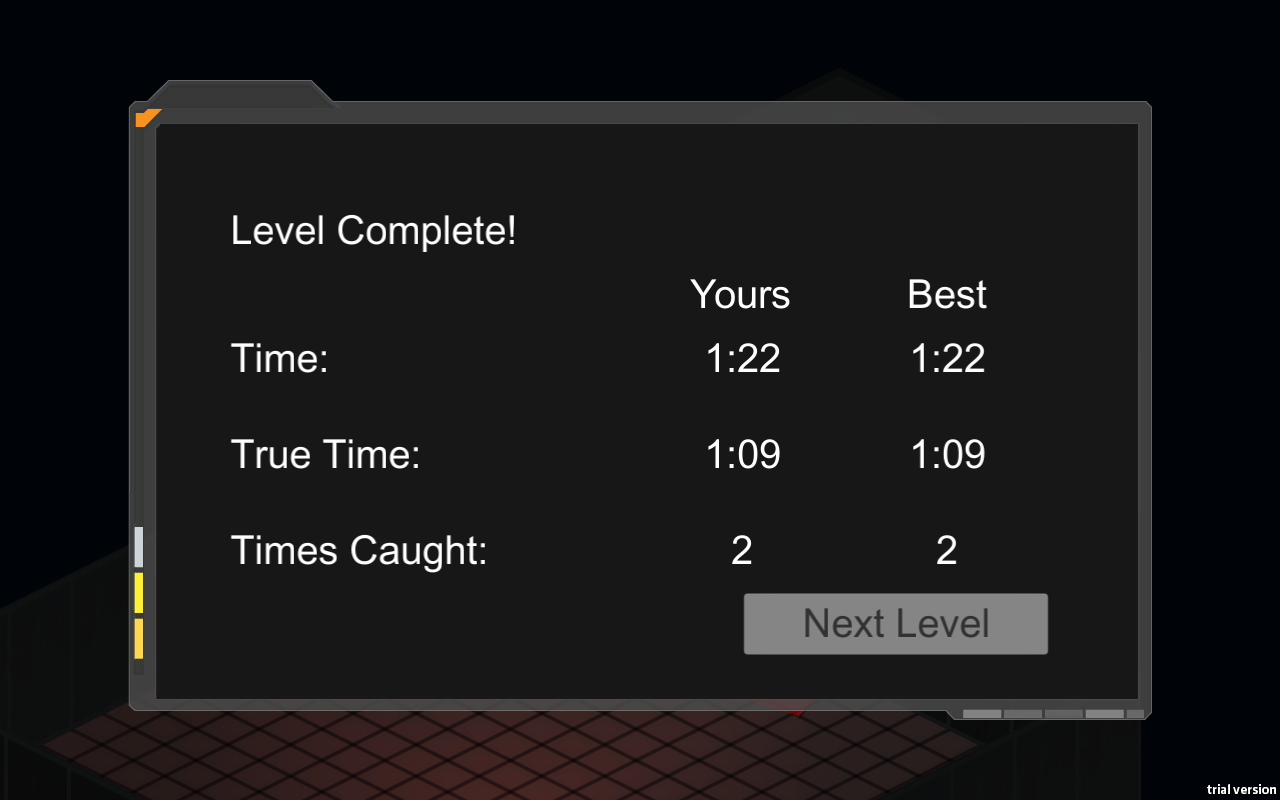 Level Complete!
Yours Best
Time: 1:22 1:22
True Time: 1:09 1:09
Times Caught: 2 2
Next Level
trial version